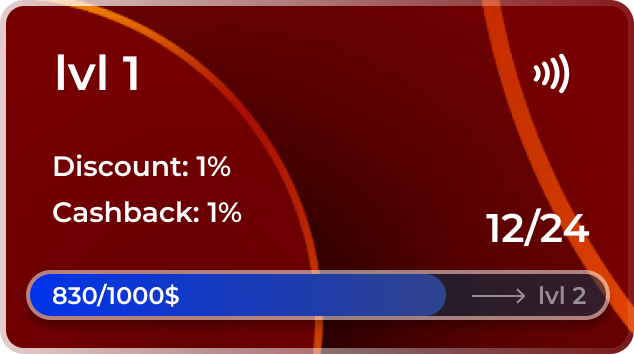 lvl 1
Discount: 1%
Cashback: 1%
12/24
830/1000$
lvl 2